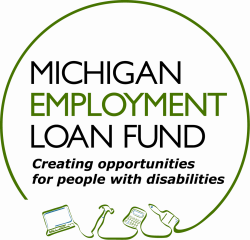 MICHIGAN
EMPLOYMENT
LOAN FUND
Creating opportunities
for people with disabilities